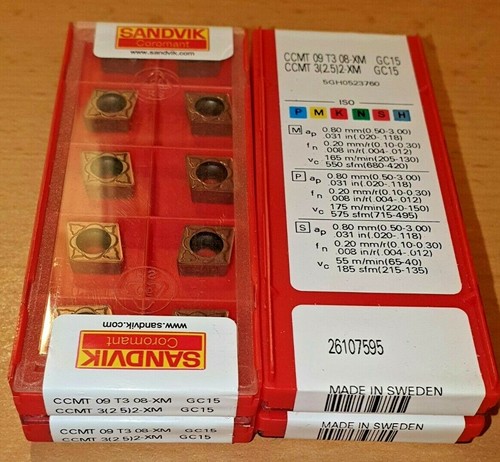 SANDVIK
Coromant
www.sandvik.com
www.sandvik.com
SANDVIK
Coromant
CCMT 09 T3 08-XM GC15
CCMT 3(2.5)2-XM GC15
CCMT 09 T3 08-XM GC15
CCMT 3(2.5)2-XM GC15
CCMT 09 T3 08-XM GC15
CCMT 3(2.5)2-XM GC15
SGH0523760
ISO
P M K N S H
M ap 0.80 mm(0.50-3.00)
.031 in(.020-.118)
fn 0.20 mm/r(0.10-0.30)
.008 in/r(.004-.012)
vc 165 m/min(205-130)
550 sfm(680-420)
P ap 0.80 mm(0.50-3.00)
.031 in(.020-.118)
fn 0.20 mm/r(0.10-0.30)
.008 in/r(.004-.012)
vc 175 m/min(220-150)
575 sfm(715-495)
S ap 0.80 mm(0.50-3.00)
.031 in(.020-.118)
fn 0.20 mm/r(0.10-0.30)
.008 in/r(.004-.012)
vc 55 m/min(65-40)
185 sfm(215-135)
26107595
MADE IN SWEDEN
MADE IN SWEDEN